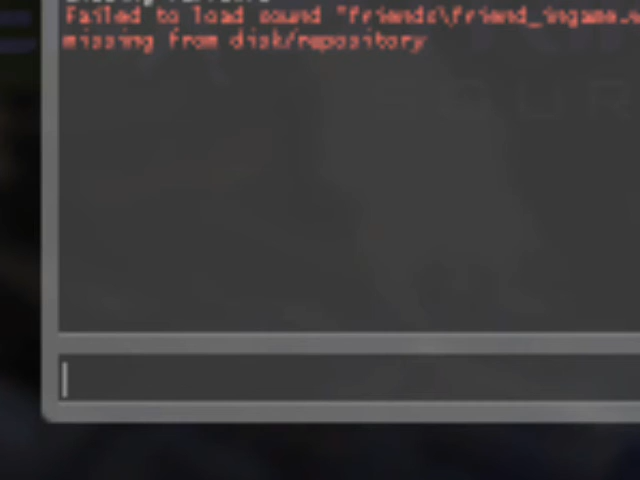 Failed to load sound "friends\friend_ingame.
missing from disk/repository